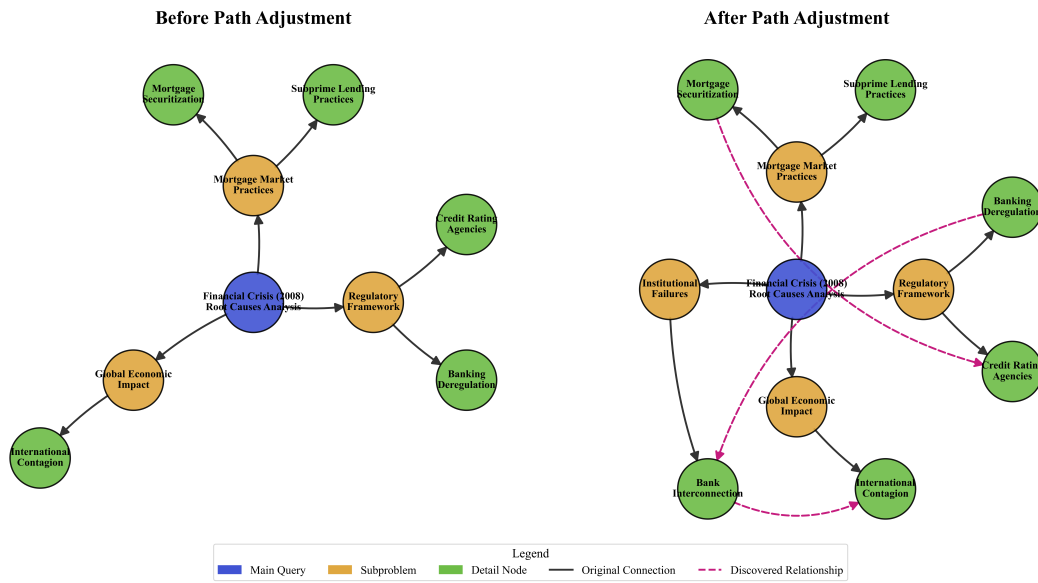 Before Path Adjustment
Mortgage
Securitization
Subprime Lending
Practices
Mortgage Market
Practices
Credit Rating
Agencies
Financial Crisis (2008)
Root Causes Analysis
Regulatory
Framework
Global Economic
Impact
Banking
Deregulation
International
Contagion
After Path Adjustment
Mortgage
Securitization
Subprime Lending
Practices
Mortgage Market
Practices
Banking
Deregulation
Institutional
Failures
Financial Crisis (2008)
Root Causes Analysis
Regulatory
Framework
Credit Rating
Agencies
Global Economic
Impact
Bank
Interconnection
International
Contagion
Legend
Main Query
Subproblem
Detail Node
Original Connection
Discovered Relationship